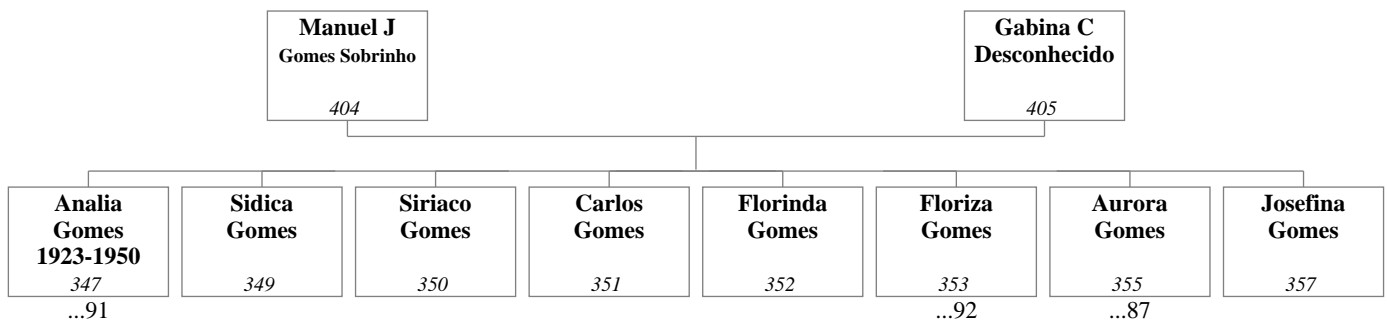 Manuel J
Gomes Sobrinho
404
Gabina C
Desconhecido
405
Analia
Gomes
1923-1950
347
...91
Sidica
Gomes
349
Siriaco
Gomes
350
Carlos
Gomes
351
Florinda
Gomes
352
Floriza
Gomes
353
...92
Aurora
Gomes
355
...87
Josefina
Gomes
357